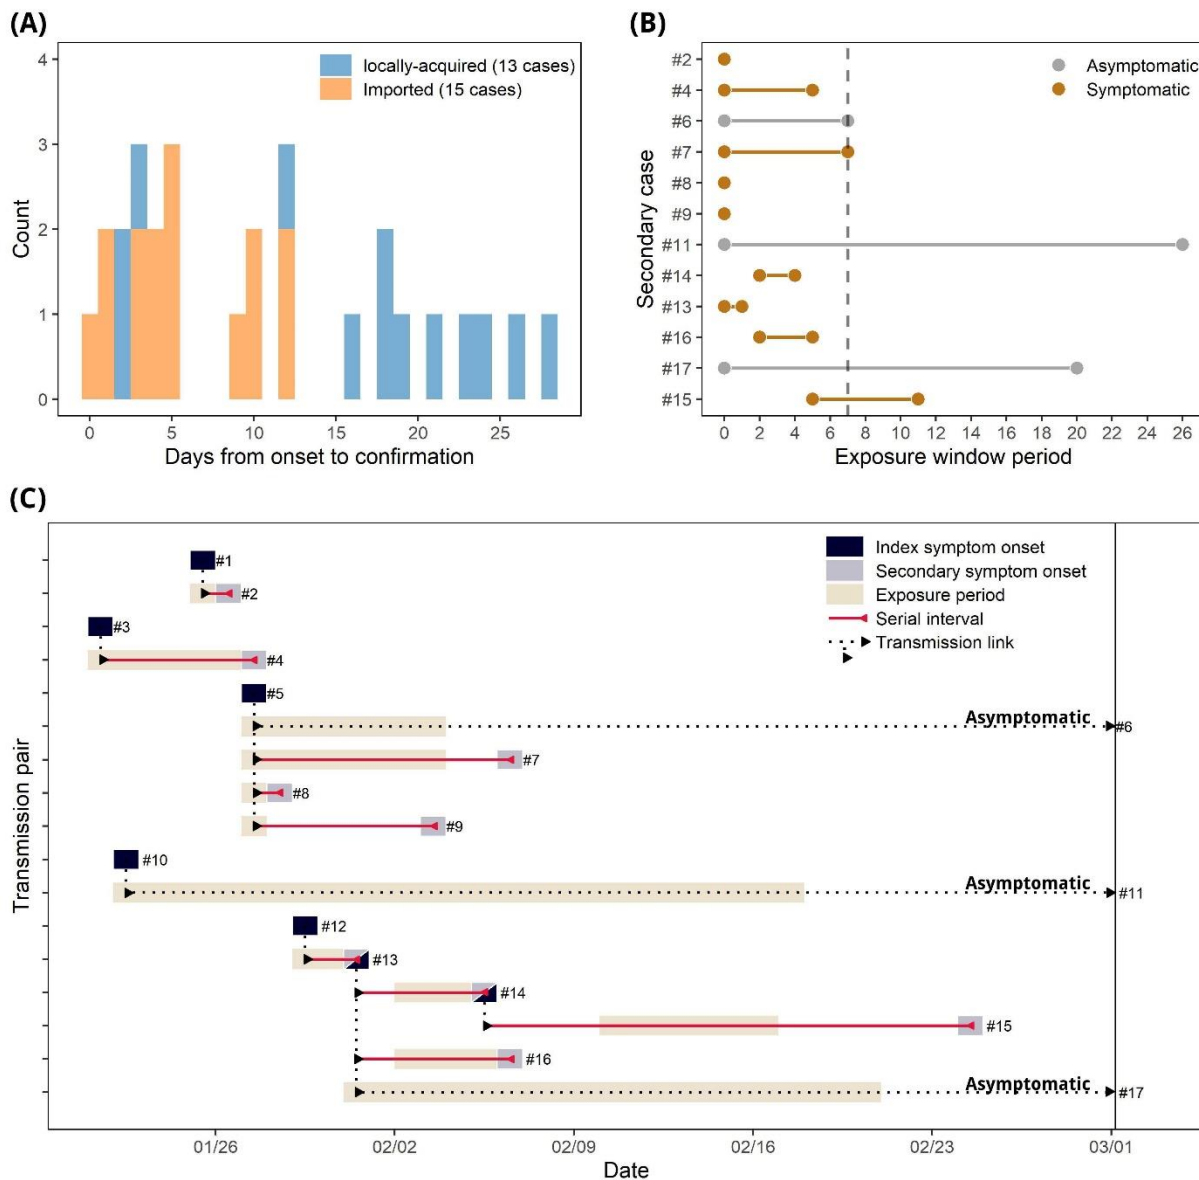 (A)
4
3
2
1
0
Count
locally-acquired (13 cases)
Imported (15 cases)
0 5 10 15 20 25
Days from onset to confirmation
(B)
#2
#4
#6
#7
#8
#9
#11
#14
#13
#16
#17
#15
Secondary case
Asymptomatic
Symptomatic
0 2 4 6 8 10 12 14 16 18 20 22 24 26
Exposure window period
(C)
Transmission pair
Index symptom onset
Secondary symptom onset
Exposure period
Serial interval
Transmission link
#1
#2
#3
#4
#5
Asymptomatic #6
#7
#8
#9
#10
Asymptomatic #11
#12
#13
#14
#15
#16
Asymptomatic #17
01/26 02/02 02/09 02/16 02/23 03/01
Date